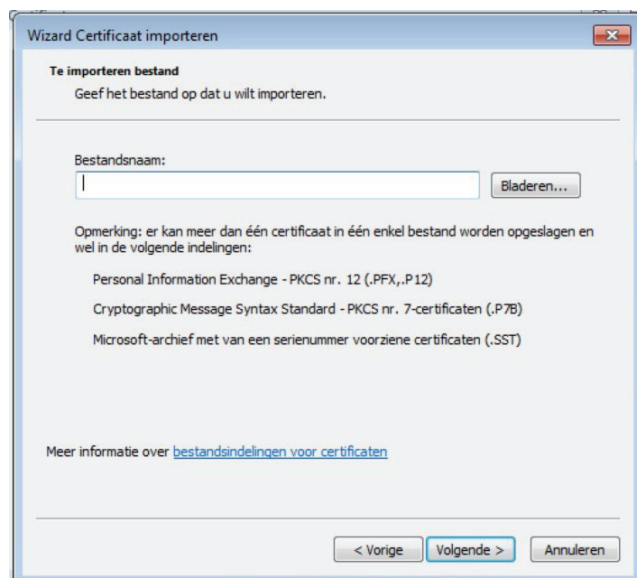 Wizard Certificaat importeren
Te importeren bestand
Geef het bestand op dat u wilt importeren.
Bestandsnaam:
Bladeren...
Opmerking: er kan meer dan één certificaat in één enkel bestand worden opgeslagen en
wel in de volgende indelingen:
Personal Information Exchange - PKCS nr. 12 (.PFX,.P12)
Cryptographic Message Syntax Standard - PKCS nr. 7-certificaten (.P7B)
Microsoft-archief met van een serienummer voorziene certificaten (.SST)
Meer informatie over bestandsindelingen voor certificaten
< Vorige Volgende > Annuleren